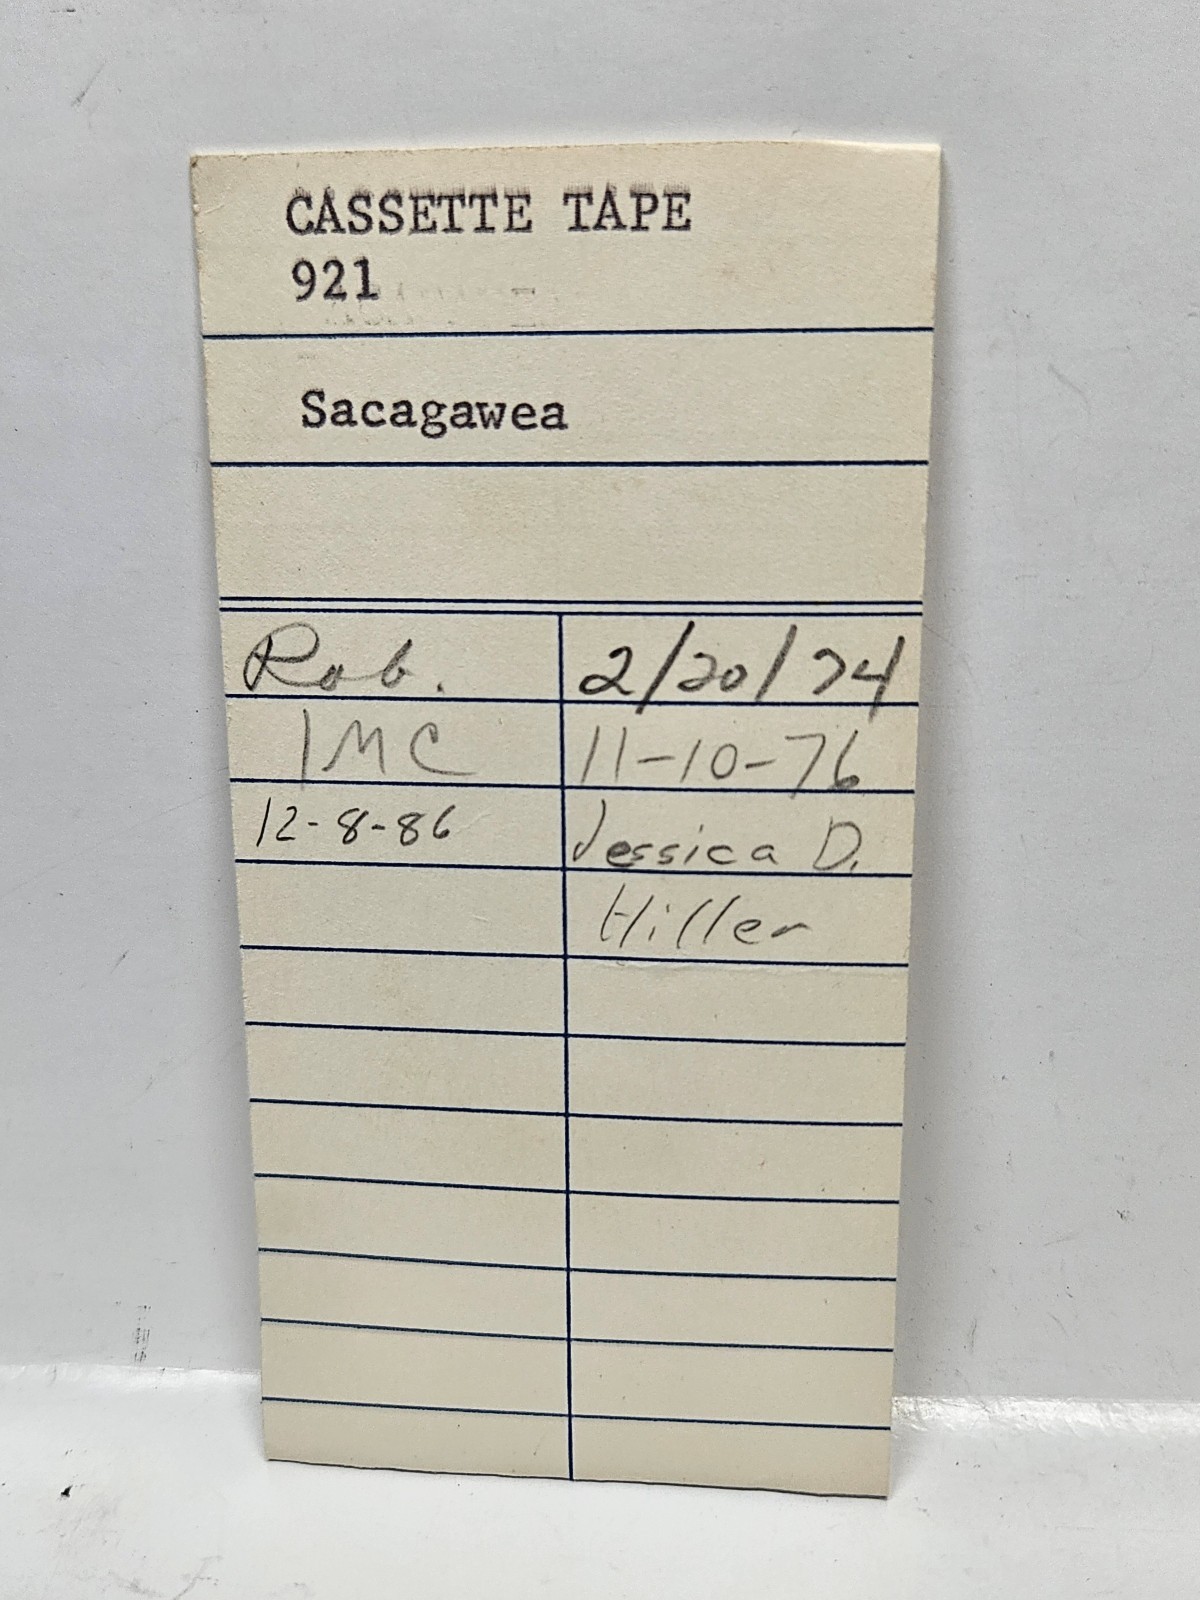 CASSETTE TAPE
921
Sacagawea
Rob. 2/20/74
IMC 11-10-76
12-8-86 Jessica D.
Hiller